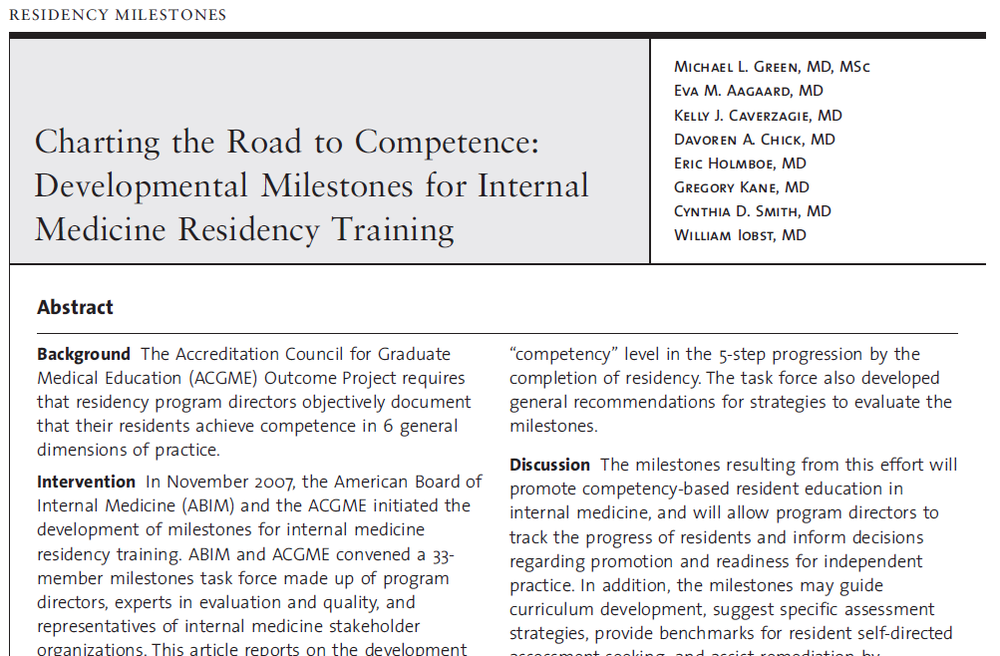 RESIDENCY MILESTONES
Charting the Road to Competence:
Developmental Milestones for Internal
Medicine Residency Training
Michael L. Green, MD, MSc
Eva M. Aagaard, MD
Kelly J. Caverzagie, MD
Davoren A. Chick, MD
Eric Holmboe, MD
Gregory Kane, MD
Cynthia D. Smith, MD
William Iobst, MD
Abstract
Background The Accreditation Council for Graduate
Medical Education (ACGME) Outcome Project requires
that residency program directors objectively document
that their residents achieve competence in 6 general
dimensions of practice.
Intervention In November 2007, the American Board of
Internal Medicine (ABIM) and the ACGME initiated the
development of milestones for internal medicine
residency training. ABIM and ACGME convened a 33-
member milestones task force made up of program
directors, experts in evaluation and quality, and
representatives of internal medicine stakeholder
organizations. This article reports on the development
“competency” level in the 5-step progression by the
completion of residency. The task force also developed
general recommendations for strategies to evaluate the
milestones.
Discussion The milestones resulting from this effort will
promote competency-based resident education in
internal medicine, and will allow program directors to
track the progress of residents and inform decisions
regarding promotion and readiness for independent
practice. In addition, the milestones may guide
curriculum development, suggest specific assessment
strategies, provide benchmarks for resident self-directed
assessment-seeking, and assist remediation by